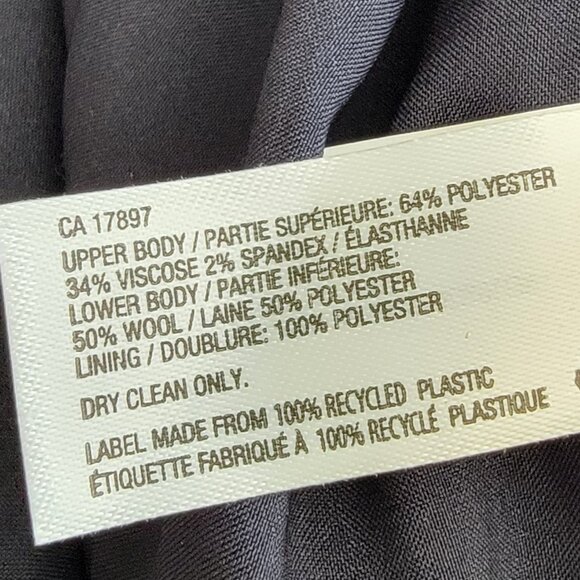 CA 17897
UPPER BODY / PARTIE SUPÉRIEURE: 64% POLYESTER
34% VISCOSE 2% SPANDEX / ÉLASTHANNE
LOWER BODY / PARTIE INFÉRIEURE:
50% WOOL / LAINE 50% POLYESTER
LINING / DOUBLURE: 100% POLYESTER
DRY CLEAN ONLY.
LABEL MADE FROM 100% RECYCLED PLASTIC
ÉTIQUETTE FABRIQUÉ À 100% RECYCLÉ PLASTIQUE